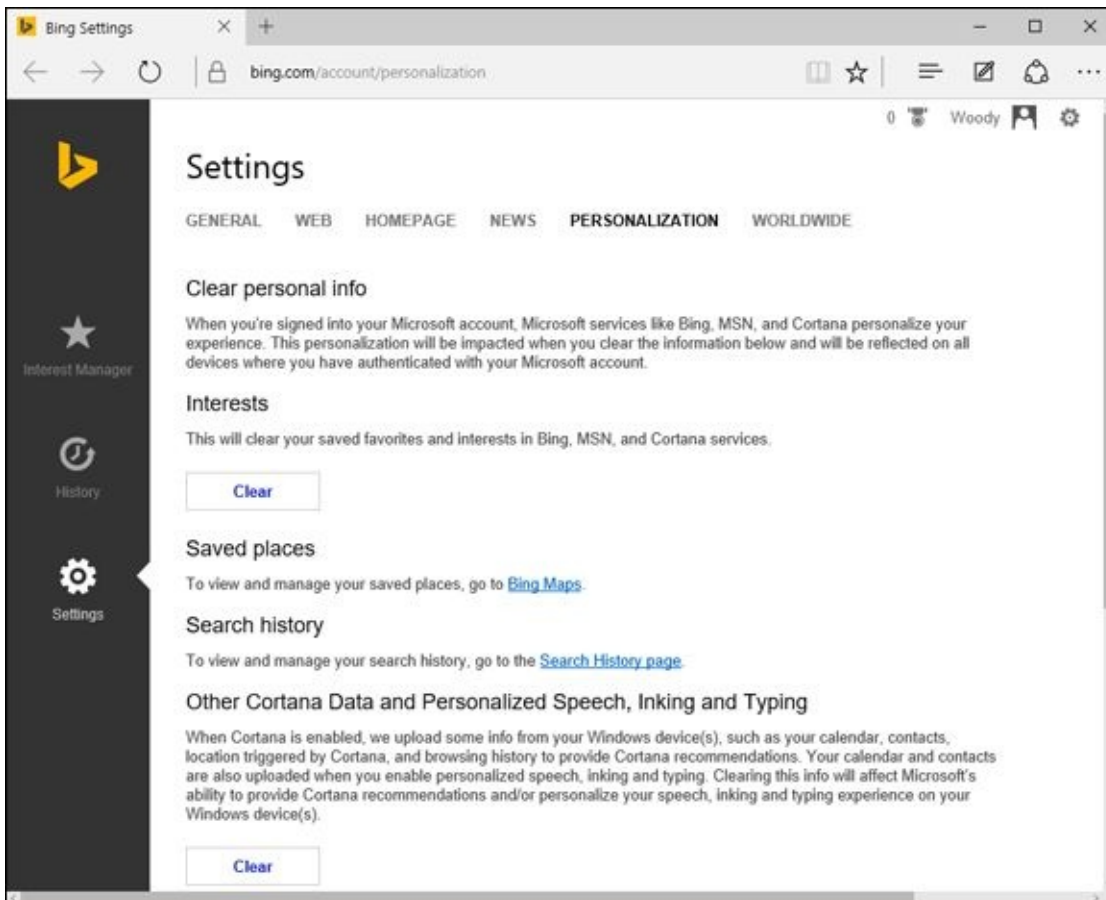 Bing Settings
bing.com/account/personalization
0 Woody
Settings
GENERAL WEB HOMEPAGE NEWS PERSONALIZATION WORLDWIDE
Clear personal info
When you're signed into your Microsoft account, Microsoft services like Bing, MSN, and Cortana personalize your
experience. This personalization will be impacted when you clear the information below and will be reflected on all
devices where you have authenticated with your Microsoft account.
Interest Manager
Interests
This will clear your saved favorites and interests in Bing, MSN, and Cortana services.
Clear
History
Saved places
To view and manage your saved places, go to Bing Maps.
Settings
Search history
To view and manage your search history, go to the Search History page.
Other Cortana Data and Personalized Speech, Inking and Typing
When Cortana is enabled, we upload some info from your Windows device(s), such as your calendar, contacts,
location triggered by Cortana, and browsing history to provide Cortana recommendations. Your calendar and contacts
are also uploaded when you enable personalized speech, inking and typing. Clearing this info will affect Microsoft's
ability to provide Cortana recommendations and/or personalize your speech, inking and typing experience on your
Windows device(s).
Clear